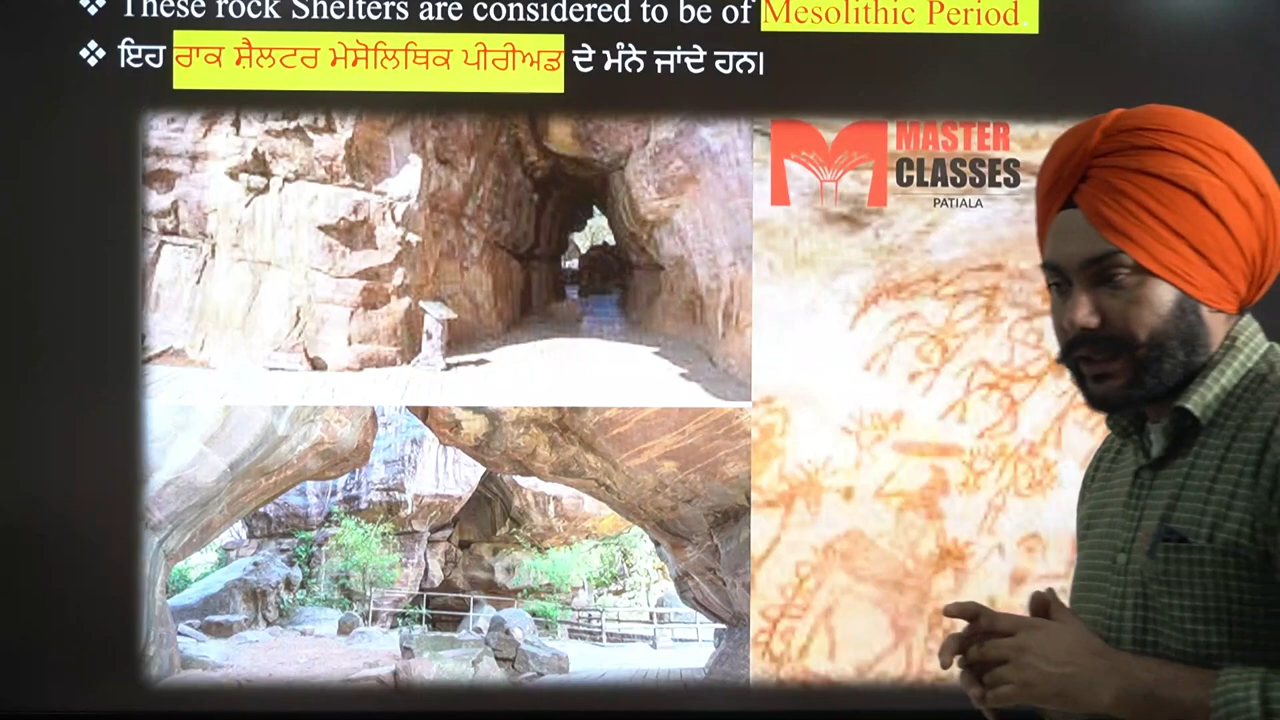 ❖ These rock Shelters are considered to be of Mesolithic Period.
❖ ਇਹ ਰਾਕ ਸ਼ੈਲਟਰ ਮੇਸੋਲਿਥਿਕ ਪੀਰੀਅਡ ਦੇ ਮੰਨੇ ਜਾਂਦੇ ਹਨ।
MASTER
CLASSES
PATIALA